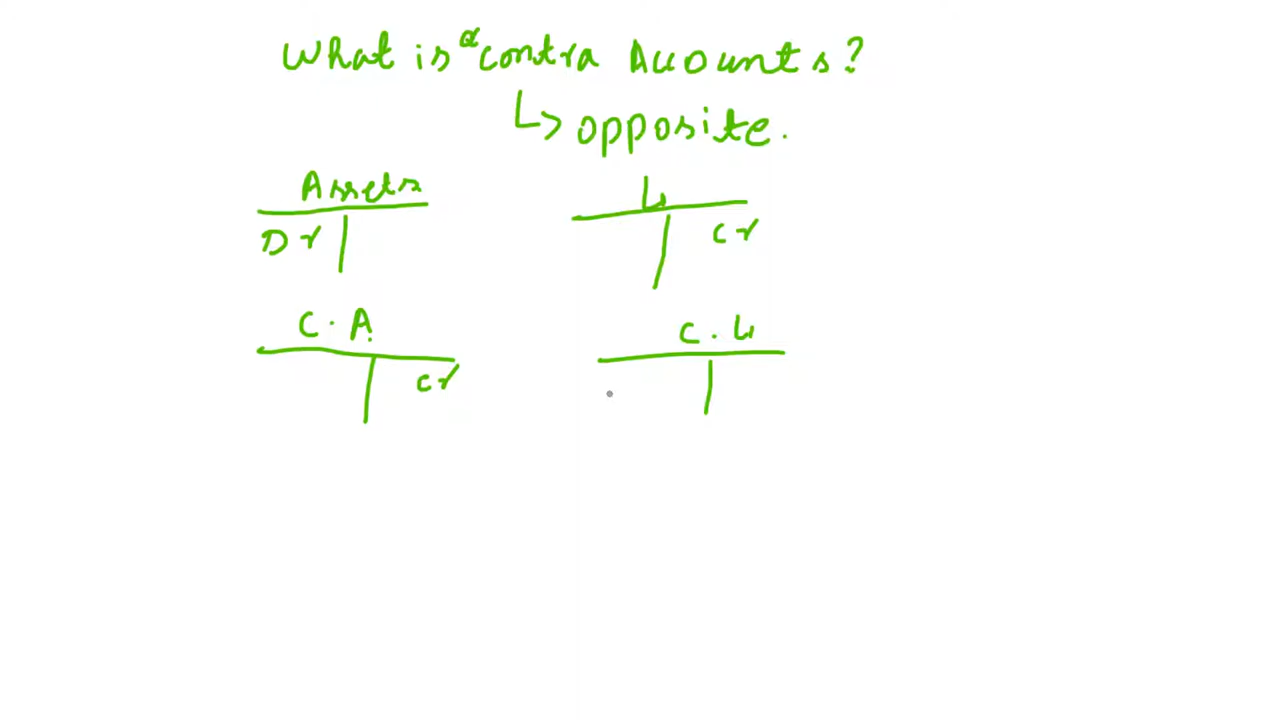 What is a contra Accounts?
↳ opposite.
Assets L
Dr Cr
C.A. C.L
Cr